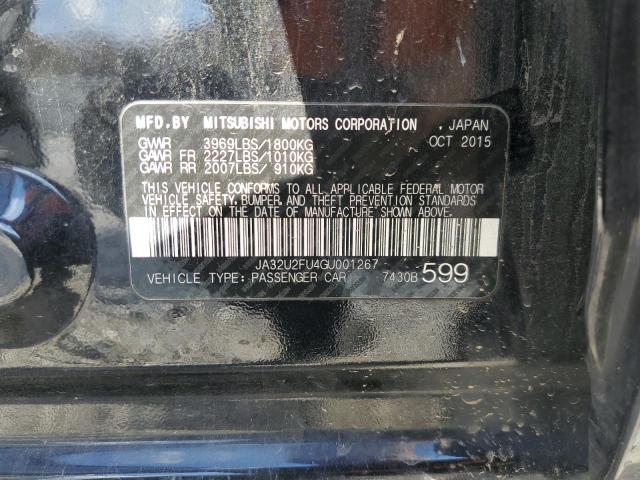 MFD.BY MITSUBISHI MOTORS CORPORATION . JAPAN
GVWR 3969LBS/1800KG OCT 2015
GAWR FR 2227LBS/1010KG
GAWR RR 2007LBS/ 910KG
THIS VEHICLE CONFORMS TO ALL APPLICABLE FEDERAL MOTOR
VEHICLE SAFETY, BUMPER, AND THEFT PREVENTION STANDARDS
IN EFFECT ON THE DATE OF MANUFACTURE SHOWN ABOVE.
JA32U2FU4GU001267
VEHICLE TYPE: PASSENGER CAR 7430B 599